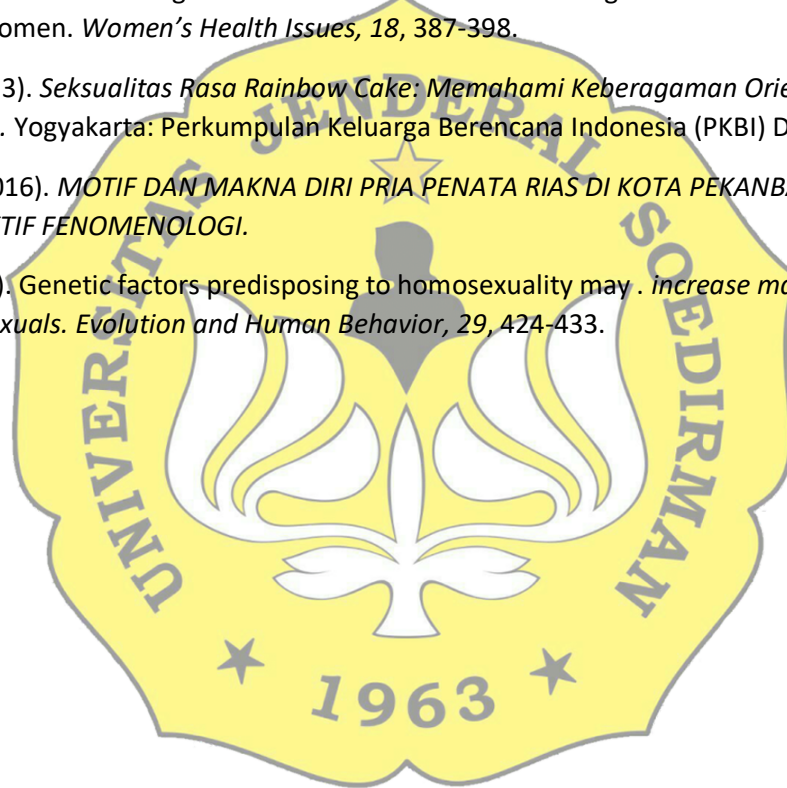 omen. Women's Health Issues, 18, 387-398.
3). Seksualitas Rasa Rainbow Cake: Memahami Keberagaman Orie
. Yogyakarta: Perkumpulan Keluarga Berencana Indonesia (PKBI) D
016). MOTIF DAN MAKNA DIRI PRIA PENATA RIAS DI KOTA PEKANBA
TIF FENOMENOLOGI.
). Genetic factors predisposing to homosexuality may . increase ma
xuals. Evolution and Human Behavior, 29, 424-433.
UNIVERSITAS JENDERAL SOEDIRMAN
★ 1963 ★